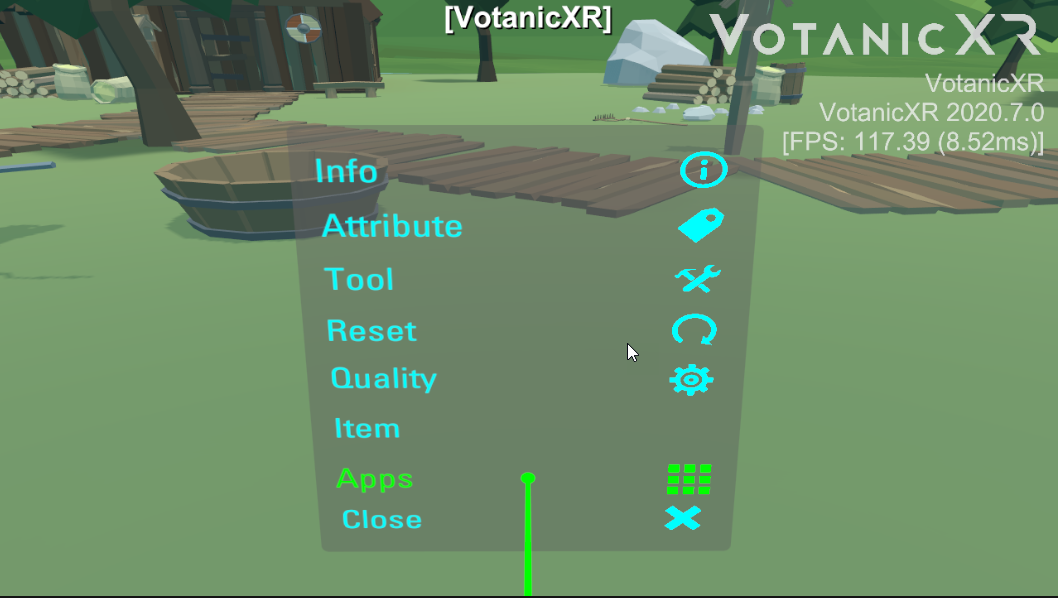 [VotanicXR]
VOTANICXR
VotanicXR
VotanicXR 2020.7.0
[FPS: 117.39 (8.52ms)]
Info
Attribute
Tool
Reset
Quality
Item
Apps
Close